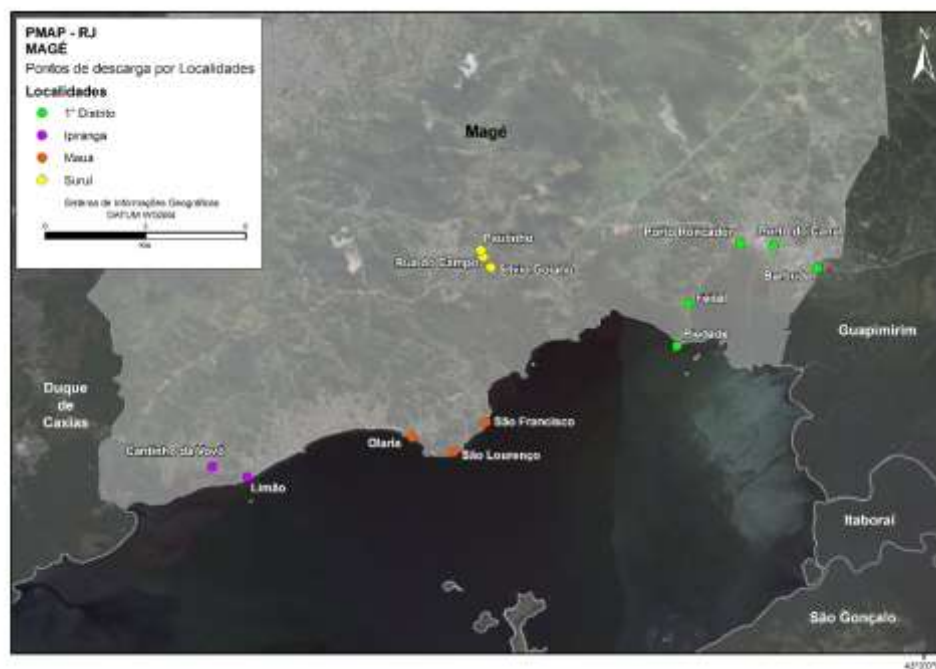 PMAP - RJ
MAGÉ
Pontos de descarga por Localidades
Localidades
1° Distrito
Ipiranga
Mauá
Suruí
Sistema de Informações Geográficas
Km
N
Magé
Rua do Campo
Porto Roncador
Piedade
Guapimirim
Duque
de
Caxias
São Francisco
Olaria
São Lourenço
Cantinho da Vovó
Limão
Itaboraí
São Gonçalo